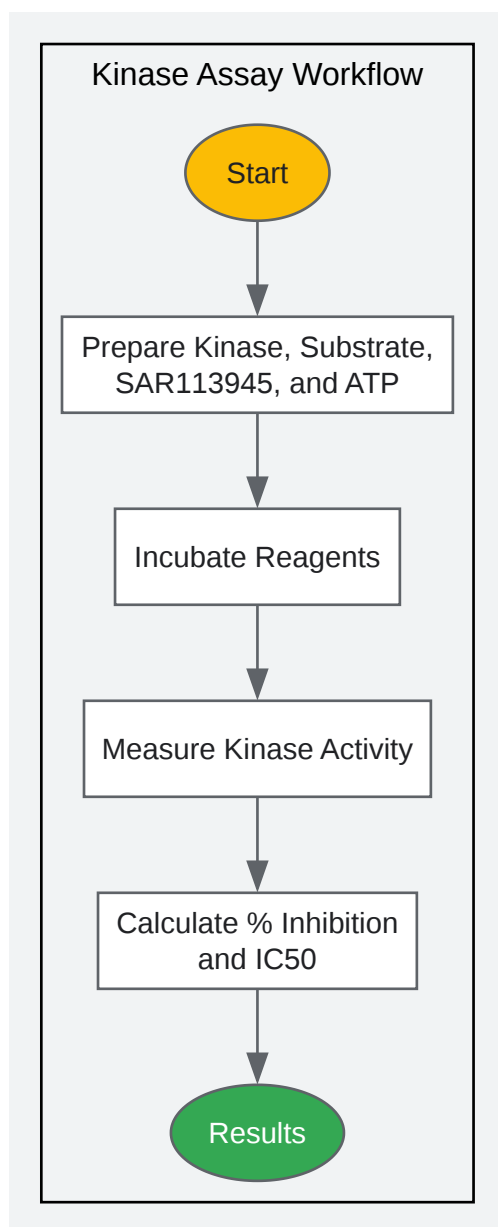 Kinase Assay Workflow
Start
Prepare Kinase, Substrate,
SAR113945, and ATP
Incubate Reagents
Measure Kinase Activity
Calculate % Inhibition
and IC50
Results